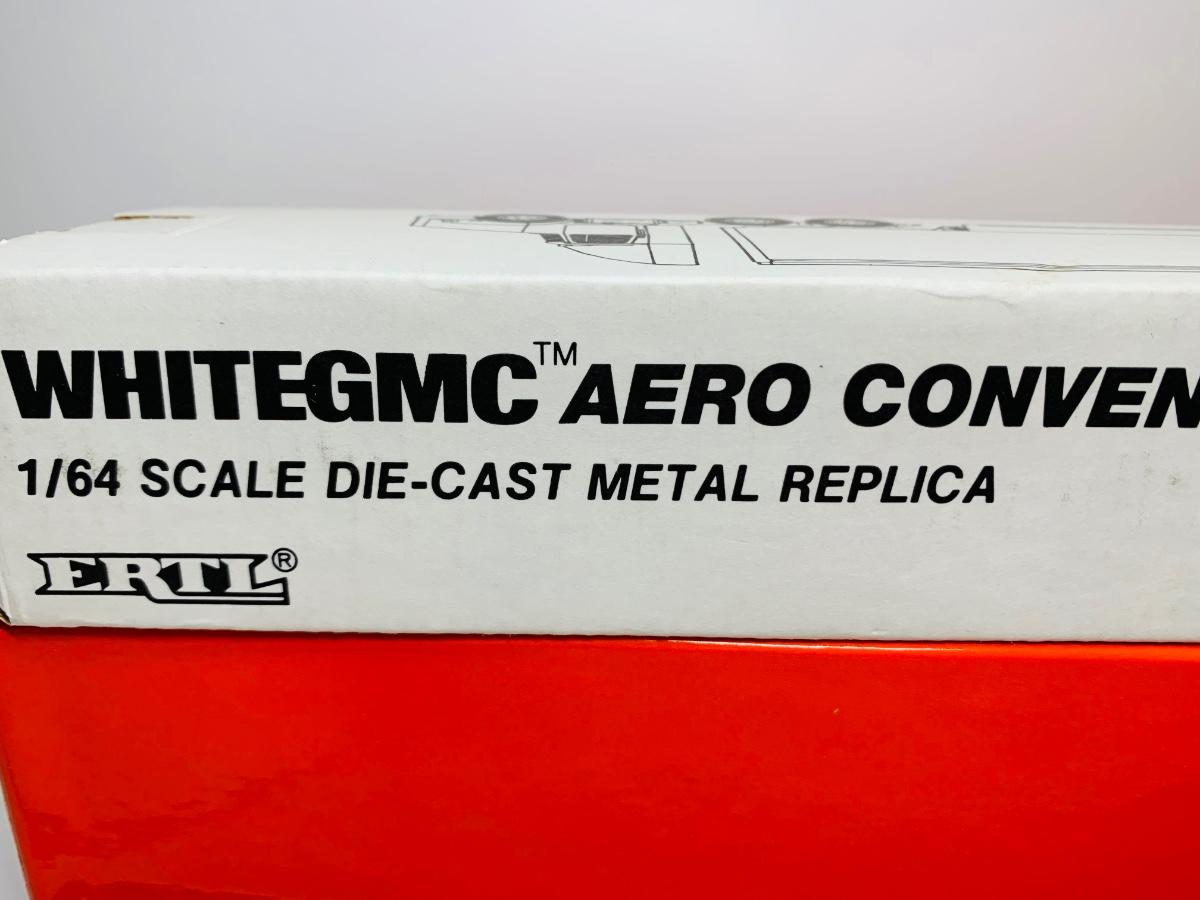 WHITEGMC™ AERO CONVEN
1/64 SCALE DIE-CAST METAL REPLICA
ERTL®